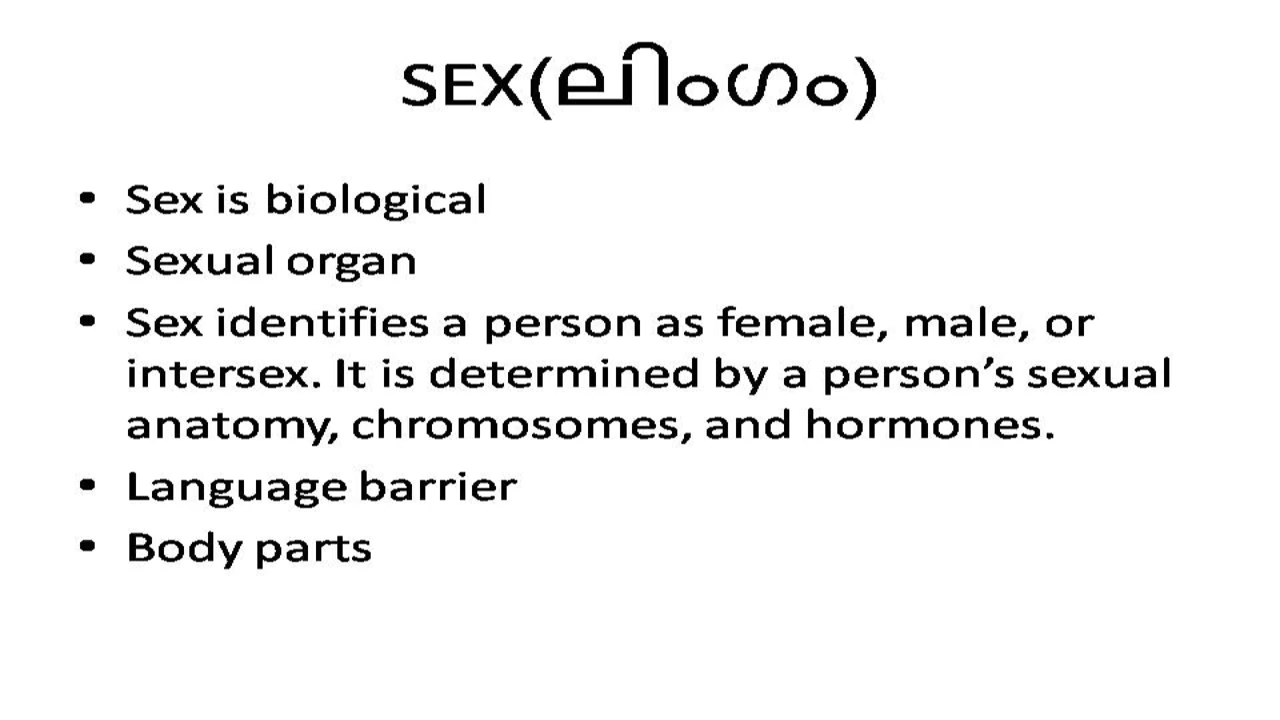 SEX(ലിംഗം)
• Sex is biological
• Sexual organ
• Sex identifies a person as female, male, or
intersex. It is determined by a person’s sexual
anatomy, chromosomes, and hormones.
• Language barrier
• Body parts